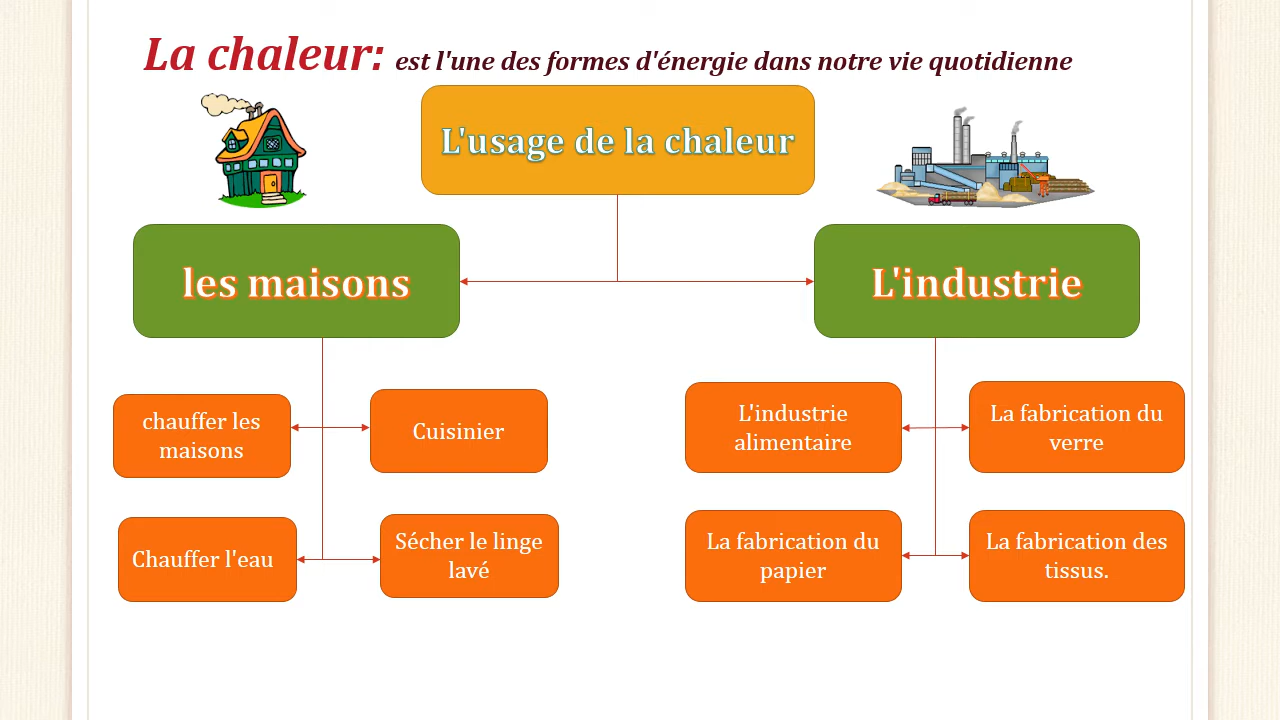 La chaleur: est l'une des formes d'énergie dans notre vie quotidienne
L'usage de la chaleur
les maisons
L'industrie
chauffer les
maisons
Cuisinier
L'industrie
alimentaire
La fabrication du
verre
Chauffer l'eau
Sécher le linge
lavé
La fabrication du
papier
La fabrication des
tissus.